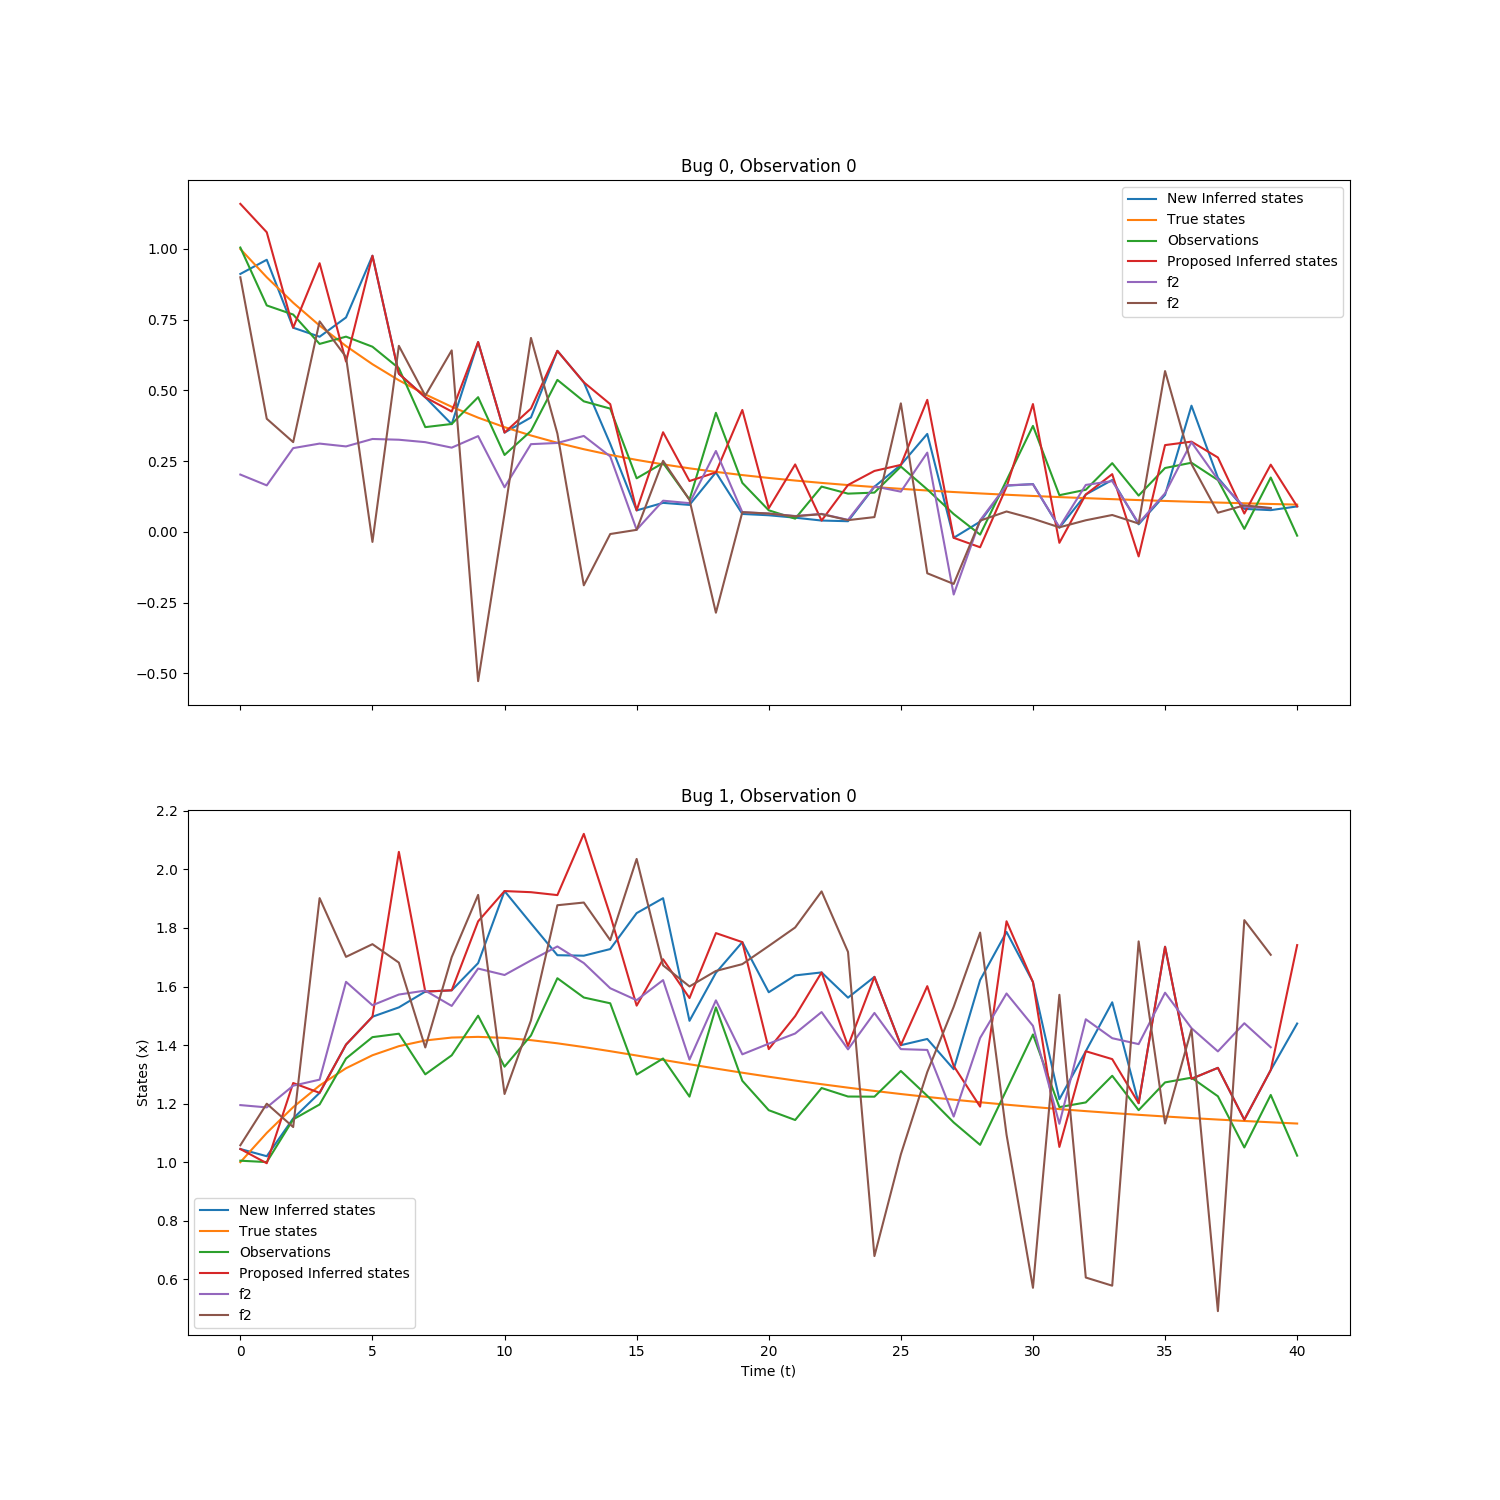 Bug 0, Observation 0
1.00
0.75
0.50
0.25
0.00
−0.25
−0.50
New Inferred states
True states
Observations
Proposed Inferred states
f2
f2
Bug 1, Observation 0
2.2
2.0
1.8
1.6
1.4
1.2
1.0
0.8
0.6
States (x)
New Inferred states
True states
Observations
Proposed Inferred states
f2
f2
0 5 10 15 20 25 30 35 40
Time (t)